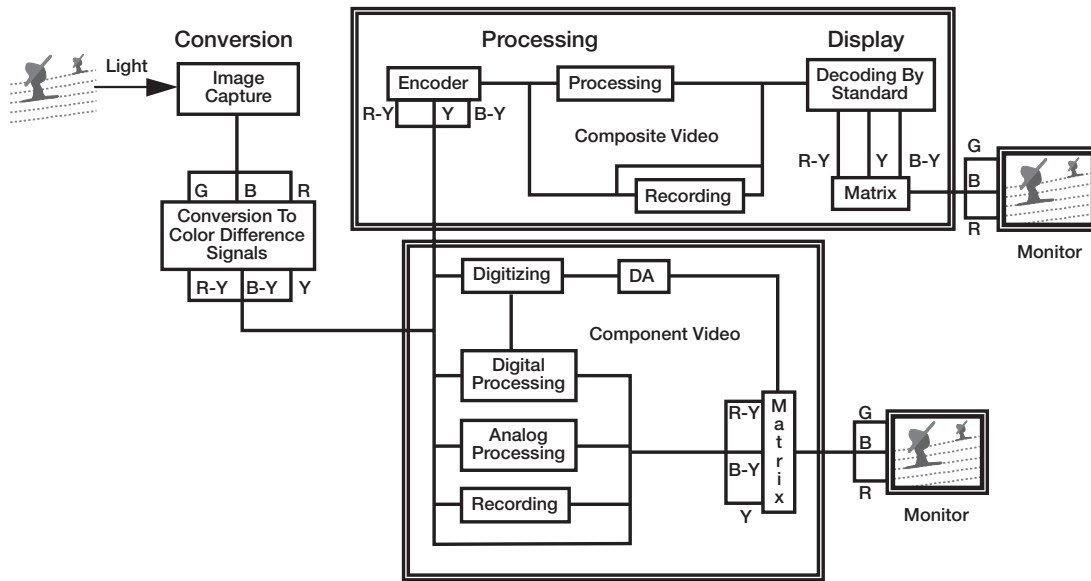 Conversion
Processing
Display
Light
Image
Capture
G B R
Conversion To
Color Difference
Signals
R-Y B-Y Y
Encoder
R-Y Y B-Y
Processing
Composite Video
Recording
Decoding By
Standard
R-Y Y B-Y
Matrix
G
B
R
Monitor
Digitizing
DA
Component Video
Digital
Processing
Analog
Processing
Recording
R-Y
B-Y
Y
Matrix
G
B
R
Monitor